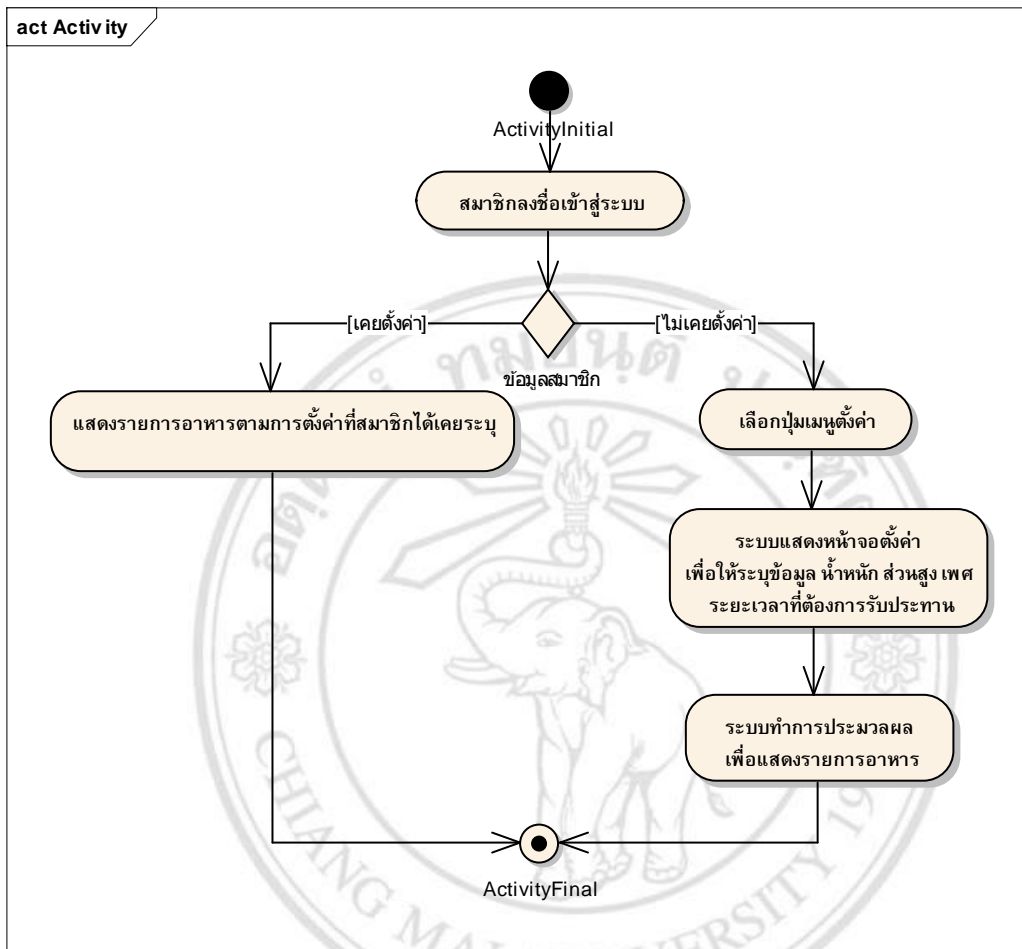 act Activity
ActivityInitial
สมาชิกลงชื่อเข้าสู่ระบบ
[เคยตั้งค่า]
[ไม่เคยตั้งค่า]
ข้อมูลสมาชิก
แสดงรายการอาหารตามการตั้งค่าที่สมาชิกได้เคยระบุ
เลือกปุ่มเมนูตั้งค่า
ระบบแสดงหน้าจอตั้งค่า
เพื่อให้ระบุข้อมูล น้ำหนัก ส่วนสูง เพศ
ระยะเวลาที่ต้องการรับประทาน
ระบบทำการประมวลผล
เพื่อแสดงรายการอาหาร
ActivityFinal
CHIANG MAI UNIVERSITY 19